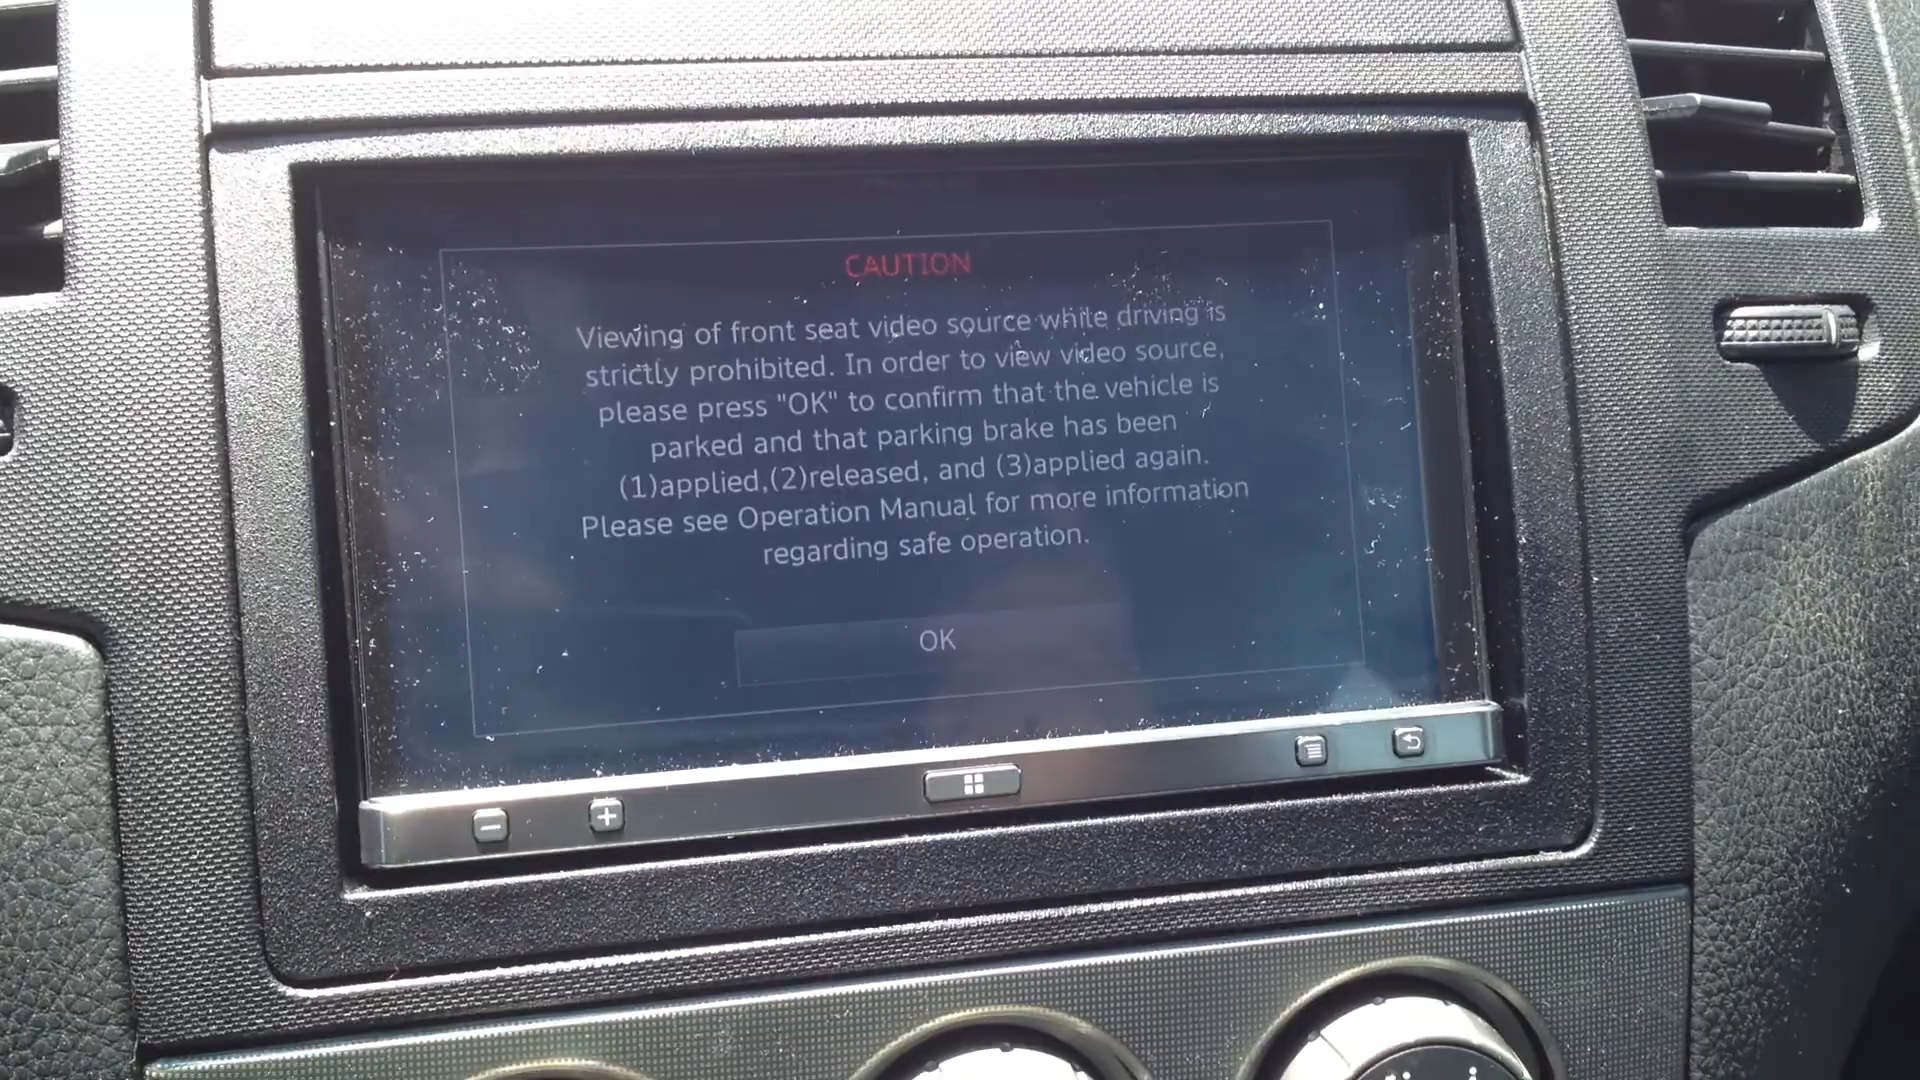 CAUTION
Viewing of front seat video source while driving is
strictly prohibited. In order to view video source,
please press "OK" to confirm that the vehicle is
parked and that parking brake has been
(1)applied,(2)released, and (3)applied again.
Please see Operation Manual for more information
regarding safe operation.
OK